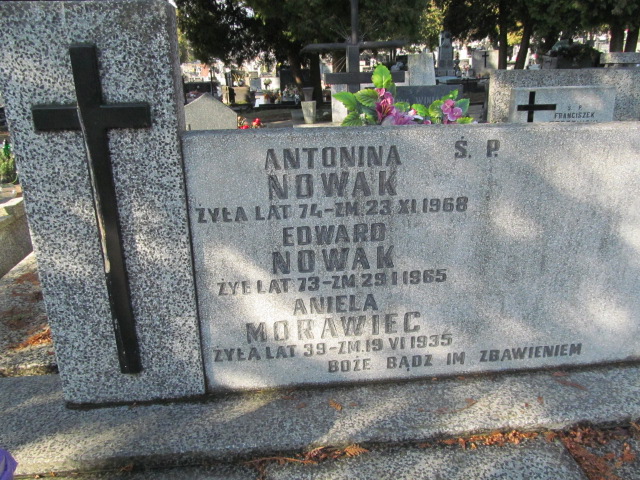 Ś. P.
ANTONINA
NOWAK
ŻYŁA LAT 74-ZM 23 XI 1968
EDWARD
NOWAK
ŻYŁ LAT 73-ZM 29 I 1965
ANIELA
MORAWIEC
ŻYŁA LAT 39-ZM.19 VI 1935
BOŻE BĄDŹ IM ZBAWIENIEM
Ś. P.
FRANCISZEK